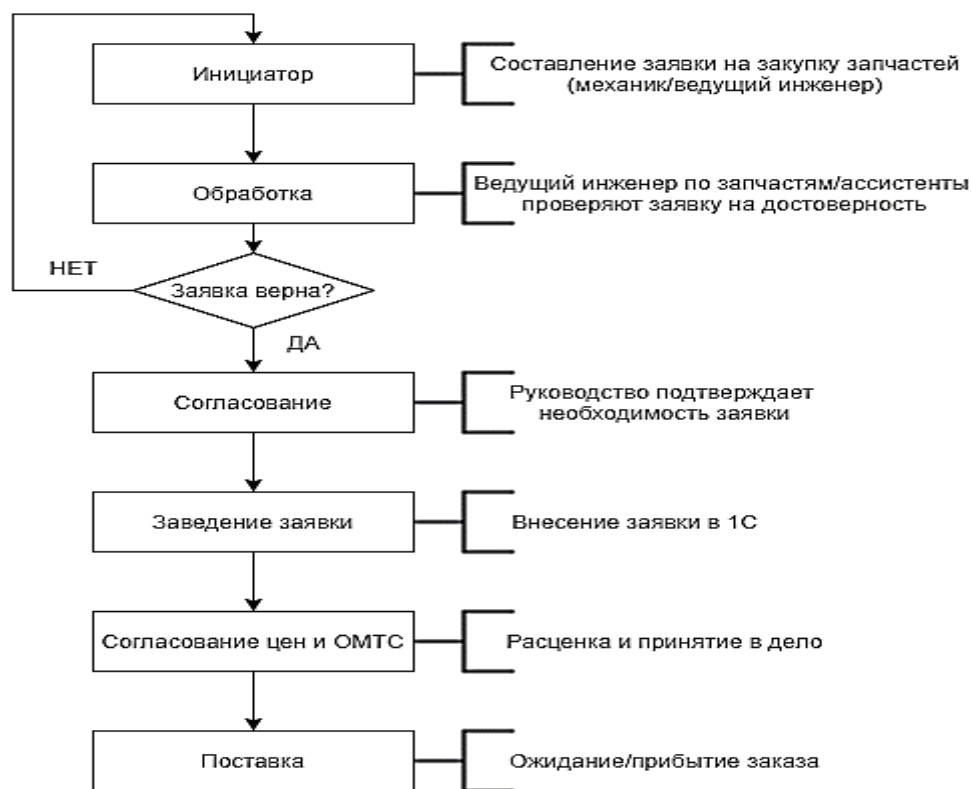 Инициатор
Составление заявки на закупку запчастей
(механик/ведущий инженер)
Обработка
Ведущий инженер по запчастям/ассистенты
проверяют заявку на достоверность
НЕТ
Заявка верна?
ДА
Согласование
Руководство подтверждает
необходимость заявки
Заведение заявки
Внесение заявки в 1С
Согласование цен и ОМТС
Расценка и принятие в дело
Поставка
Ожидание/прибытие заказа